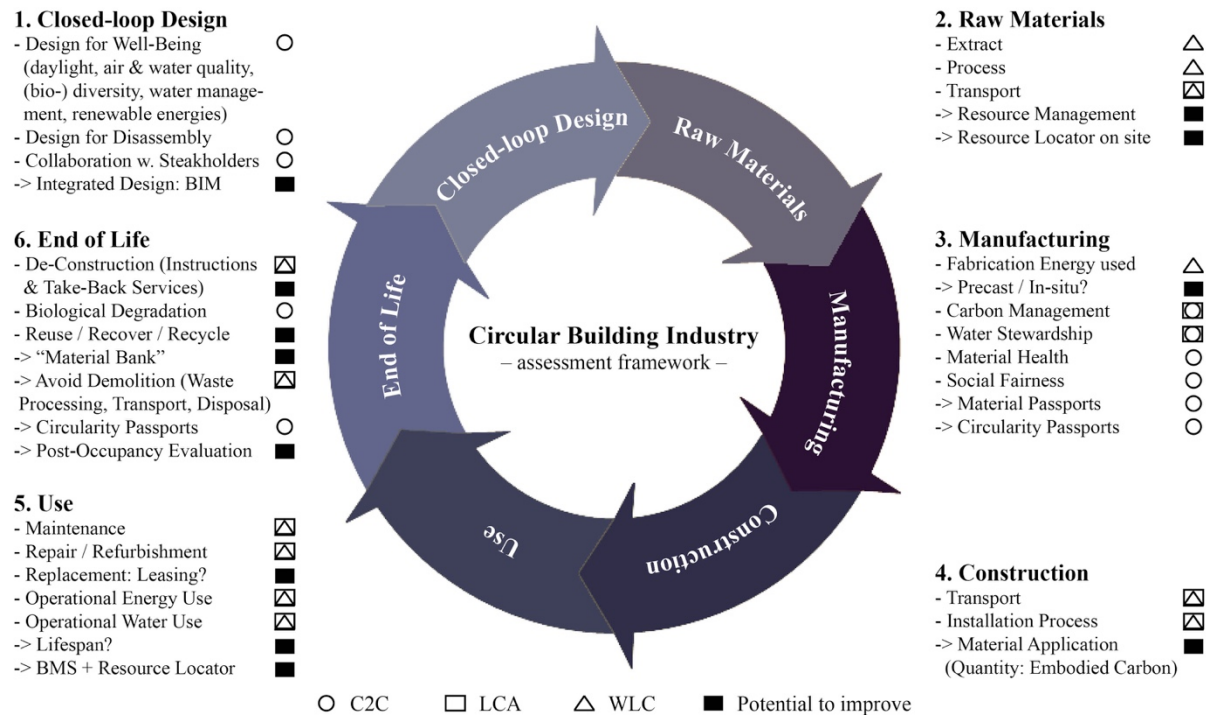 1. Closed-loop Design
- Design for Well-Being
(daylight, air & water quality,
(bio-) diversity, water manage-
ment, renewable energies)
- Design for Disassembly
- Collaboration w. Steakholders
-> Integrated Design: BIM
2. Raw Materials
- Extract
- Process
- Transport
-> Resource Management
-> Resource Locator on site
6. End of Life
- De-Construction (Instructions
& Take-Back Services)
- Biological Degradation
- Reuse / Recover / Recycle
-> “Material Bank”
-> Avoid Demolition (Waste
Processing, Transport, Disposal)
-> Circularity Passports
-> Post-Occupancy Evaluation
3. Manufacturing
- Fabrication Energy used
-> Precast / In-situ?
- Carbon Management
- Water Stewardship
- Material Health
- Social Fairness
-> Material Passports
-> Circularity Passports
5. Use
- Maintenance
- Repair / Refurbishment
- Replacement: Leasing?
- Operational Energy Use
- Operational Water Use
-> Lifespan?
-> BMS + Resource Locator
4. Construction
- Transport
- Installation Process
-> Material Application
(Quantity: Embodied Carbon)
Closed-loop Design
Raw Materials
Manufacturing
Construction
Use
End of Life
Circular Building Industry
– assessment framework –
C2C
LCA
WLC
Potential to improve